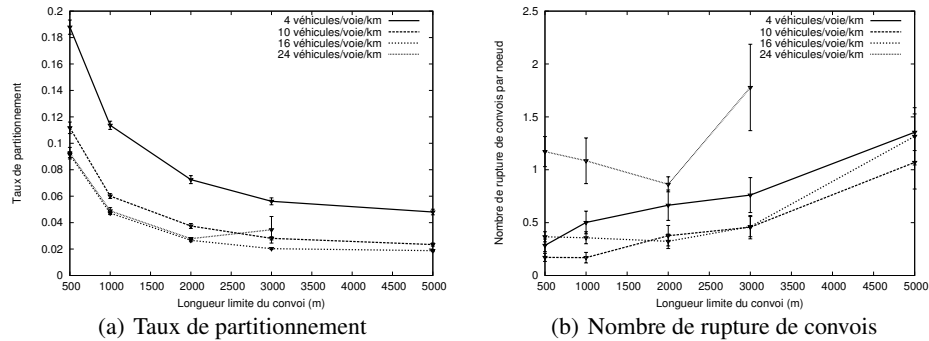 4 véhicules/voie/km
10 véhicules/voie/km
16 véhicules/voie/km
24 véhicules/voie/km
0.2
0.18
0.16
0.14
0.12
0.1
0.08
0.06
0.04
0.02
0
Taux de partitionnement
500 1000 1500 2000 2500 3000 3500 4000 4500 5000
Longueur limite du convoi (m)
(a) Taux de partitionnement
4 véhicules/voie/km
10 véhicules/voie/km
16 véhicules/voie/km
24 véhicules/voie/km
2.5
2
1.5
1
0.5
0
Nombre de rupture de convois par noeud
500 1000 1500 2000 2500 3000 3500 4000 4500 5000
Longueur limite du convoi (m)
(b) Nombre de rupture de convois